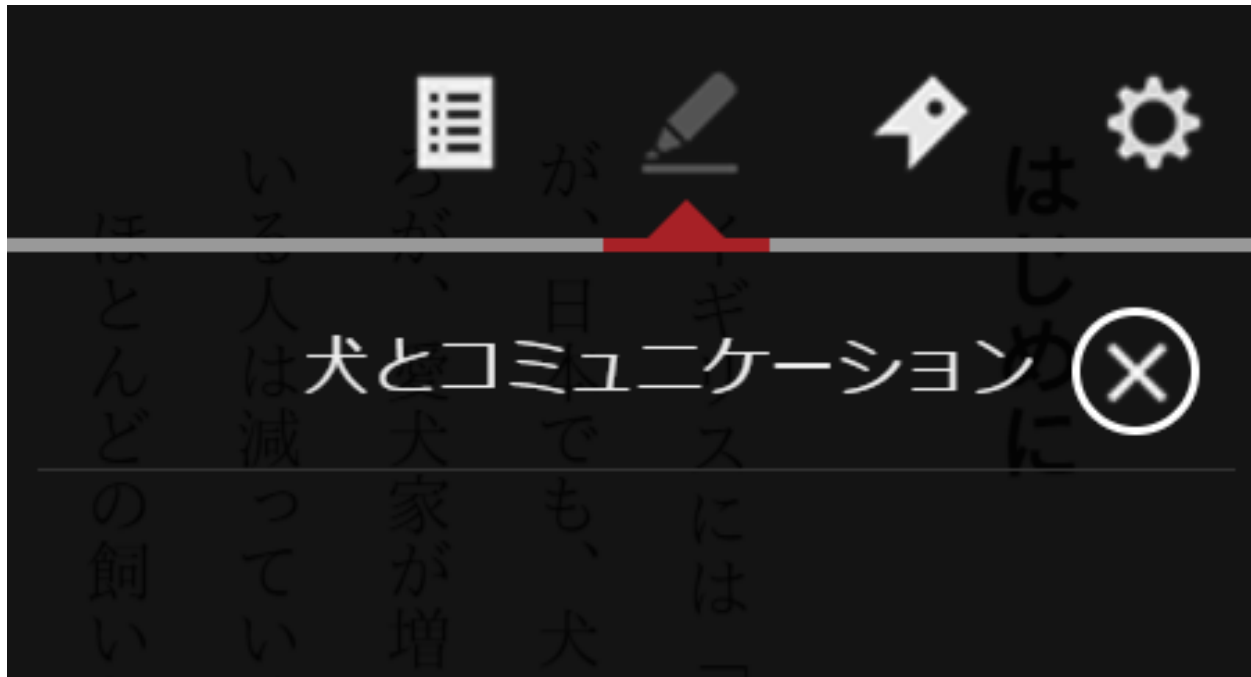 犬とコミュニケーション
はじめに
イギリスには「
が、日本でも、犬
ろが、愛犬家が増
いる人は減ってい
ほとんどの飼い